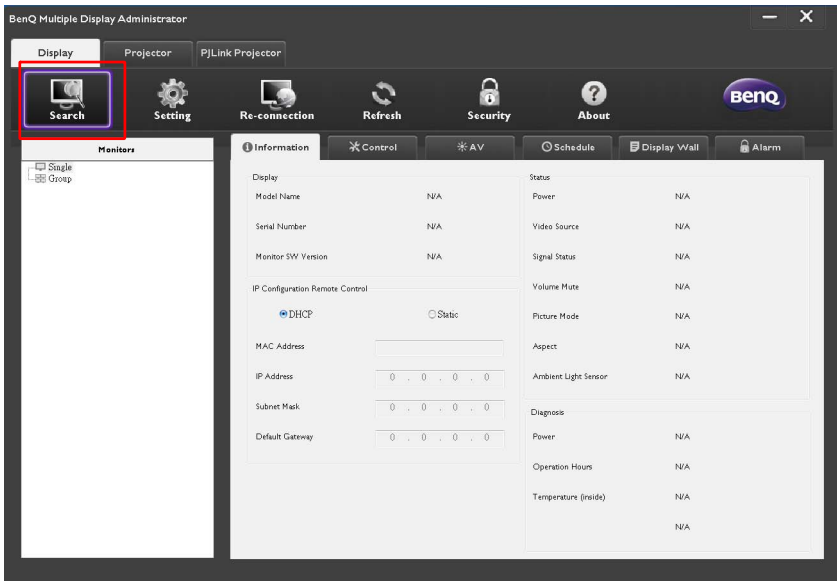 BenQ Multiple Display Administrator
Display Projector PJLink Projector
Search Setting Re-connection Refresh Security About BenQ
Monitors
Single
Group
Information Control AV Schedule Display Wall Alarm
Display
Model Name N/A
Serial Number N/A
Monitor SW Version N/A
IP Configuration Remote Control
DHCP Static
MAC Address
IP Address 0 . 0 . 0 . 0
Subnet Mask 0 . 0 . 0 . 0
Default Gateway 0 . 0 . 0 . 0
Status
Power N/A
Video Source N/A
Signal Status N/A
Volume Mute N/A
Picture Mode N/A
Aspect N/A
Ambient Light Sensor N/A
Diagnosis
Power N/A
Operation Hours N/A
Temperature (inside) N/A
N/A